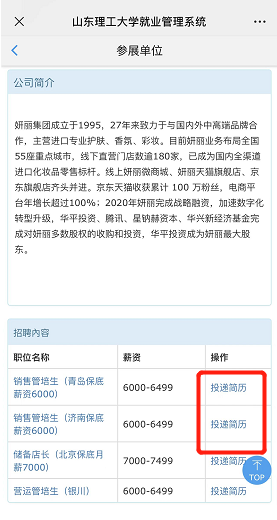 山东理工大学就业管理系统
参展单位
公司简介
妍丽集团成立于1995，27年来致力于与国内外中高端品牌合
作，主营进口专业护肤、香氛、彩妆。目前妍丽业务布局全国
55座重点城市，线下直营门店数逾180家，已成为国内全渠道
进口化妆品零售标杆。线上妍丽微商城、妍丽天猫旗舰店、京
东旗舰店齐头并进。京东天猫收获累计 100 万粉丝，电商平
台年增长超过100%；2020年妍丽完成战略融资，加速数字化
转型升级，华平投资、腾讯、星钠赫资本、华兴新经济基金完
成对妍丽多数股权的收购和投资，华平投资成为妍丽最大股
东。
招聘内容
职位名称 薪资 操作
销售管培生（青岛保底
薪资6000） 6000-6499 投递简历
销售管培生（济南保底
薪资6000） 6000-6499 投递简历
储备店长（北京保底月
薪7000） 7000-7499 投递简历
营运管培生（银川） 6000-6499 投递简历
TOP